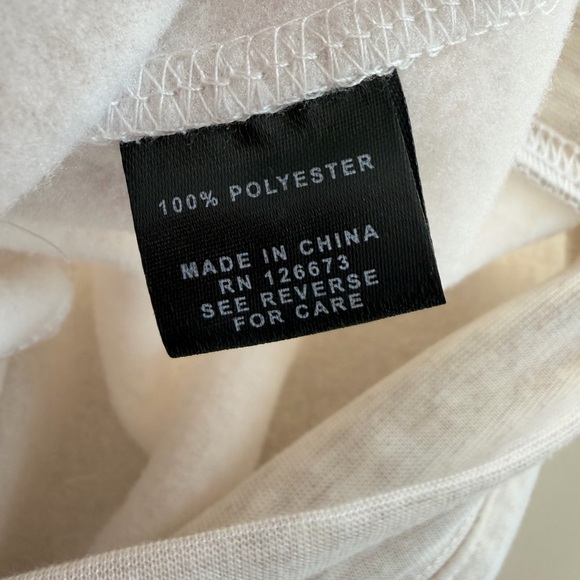 100% POLYESTER
MADE IN CHINA
RN 126673
SEE REVERSE
FOR CARE